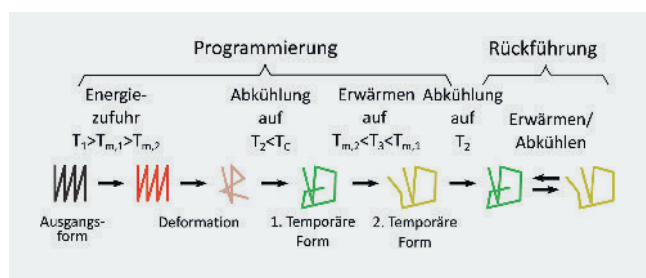 Programmierung
Rückführung
Energie-
zufuhr
T₁>Tₘ,₁>Tₘ,₂
Abkühlung
auf
T₂<T_C
Erwärmen
auf
Tₘ,₂<T₃<Tₘ,₁
Abkühlung
auf
T₂
Erwärmen/
Abkühlen
Ausgangs-
form
Deformation
1. Temporäre
Form
2. Temporäre
Form